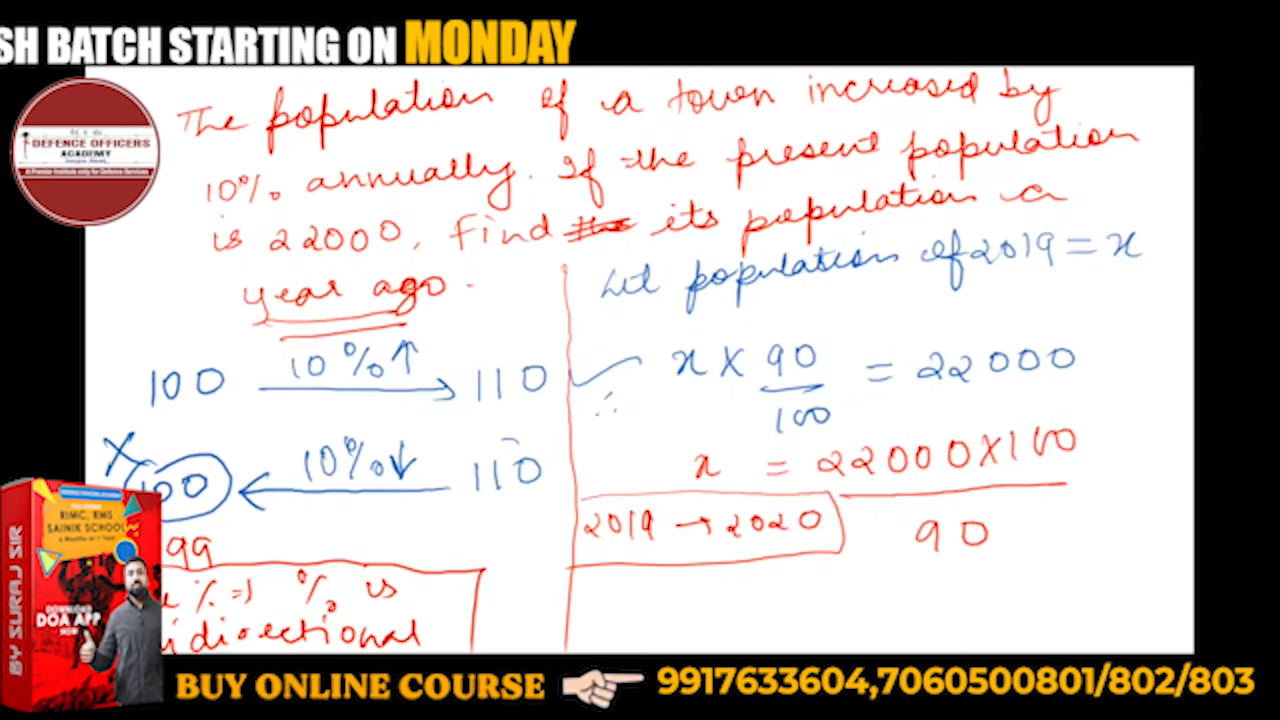 SH BATCH STARTING ON MONDAY
DEFENCE OFFICERS
ACADEMY
The population of a town increased by
10% annually. If the present population
is 22000, Find its population a
year ago.
100 10%↑ 110
X 100 10%↓ 110
99
% => % is
idirectional
Let population of 2019 = x
x X 90/100 = 22000
∴
x = 22000X100
90
2019 → 2020
RIMC, RMS
SAINIK SCHOOL
DOWNLOAD
DOA APP
NOW
BY SURAJ SIR
BUY ONLINE COURSE 9917633604,7060500801/802/803